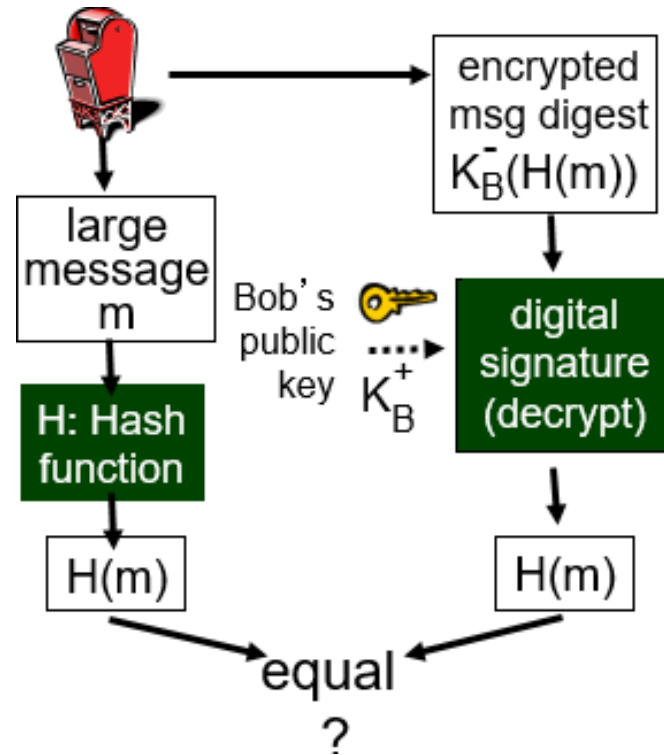 encrypted
msg digest
K_B^-(H(m))
large
message
m
Bob's
public
key
K_B^+
digital
signature
(decrypt)
H: Hash
function
H(m)
H(m)
equal
?